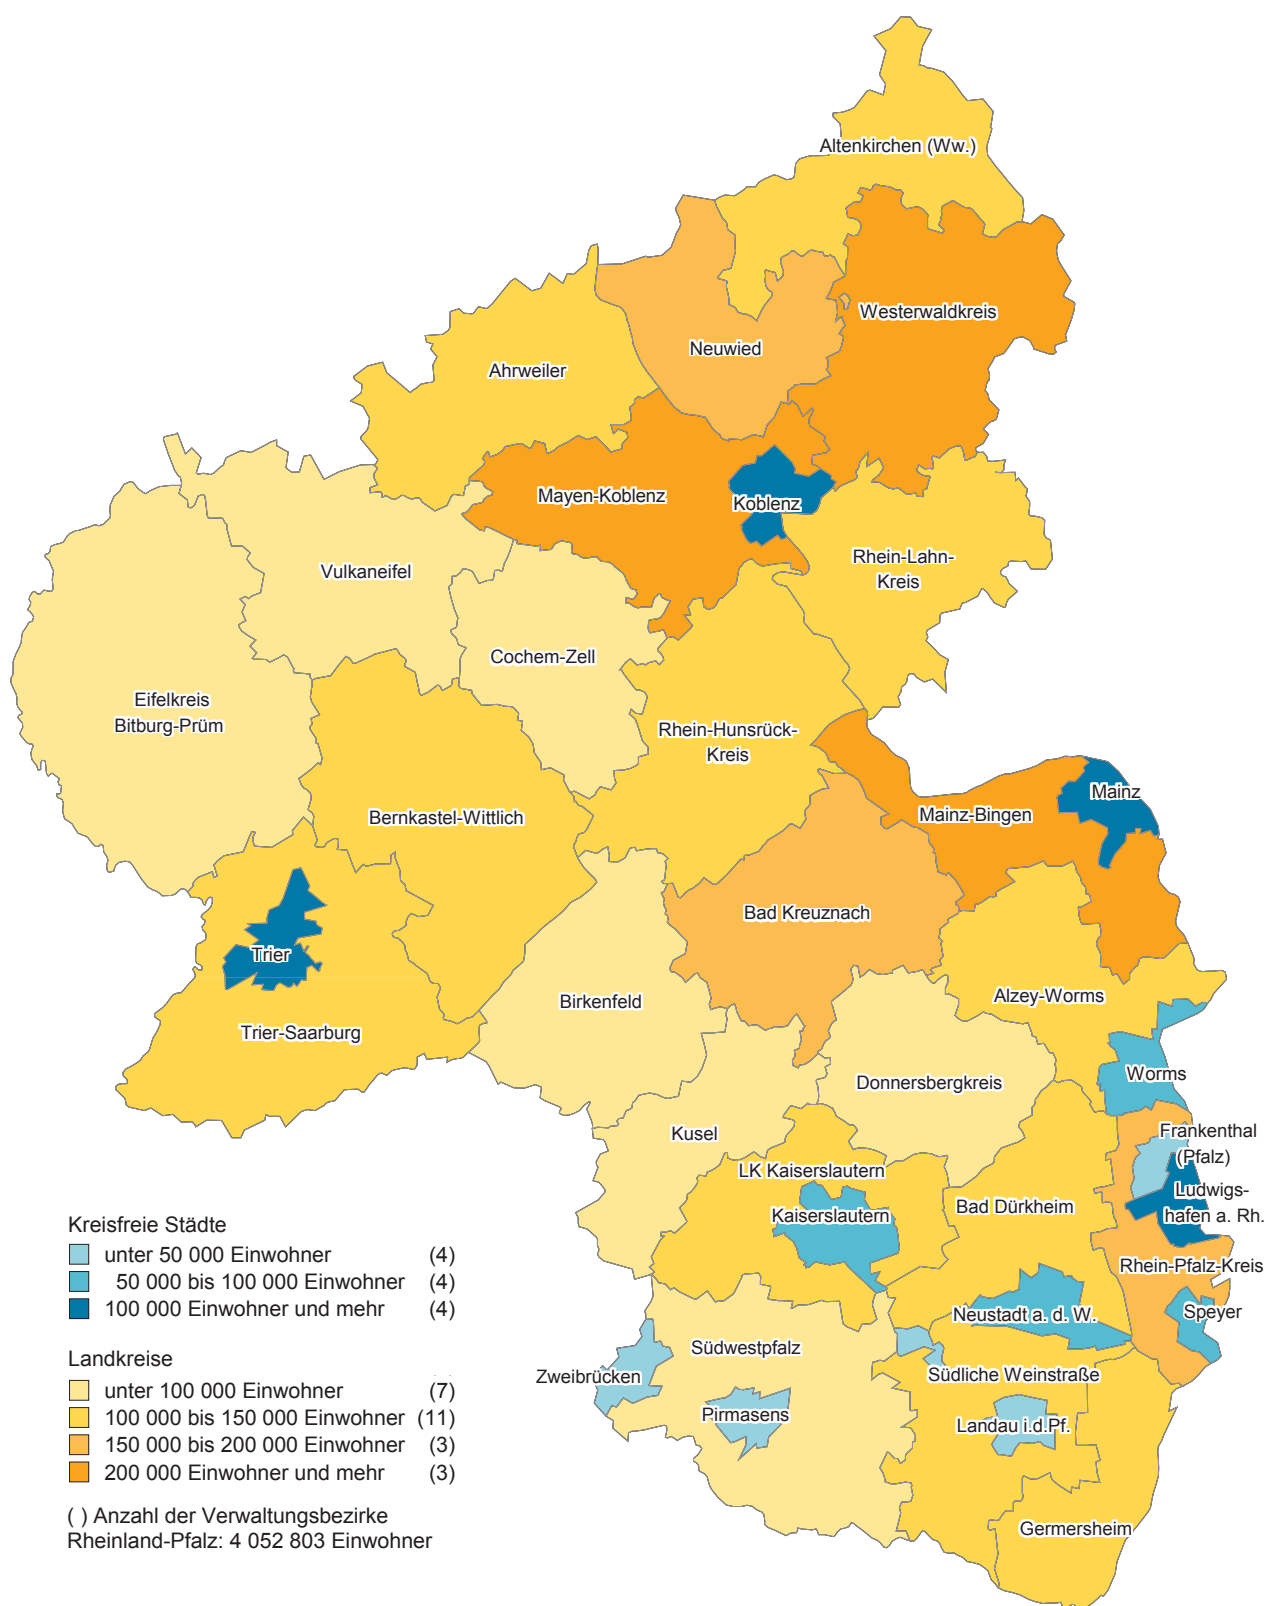 Altenkirchen (Ww.)
Westerwaldkreis
Neuwied
Ahrweiler
Mayen-Koblenz
Koblenz
Rhein-Lahn-
Kreis
Vulkaneifel
Cochem-Zell
Eifelkreis
Bitburg-Prüm
Rhein-Hunsrück-
Kreis
Mainz
Mainz-Bingen
Bernkastel-Wittlich
Bad Kreuznach
Trier
Alzey-Worms
Birkenfeld
Trier-Saarburg
Worms
Donnersbergkreis
Kusel
Frankenthal
(Pfalz)
LK Kaiserslautern
Ludwigs-
hafen a. Rh.
Bad Dürkheim
Kaiserslautern
Rhein-Pfalz-Kreis
Speyer
Neustadt a. d. W.
Südwestpfalz
Zweibrücken
Südliche Weinstraße
Pirmasens
Landau i.d.Pf.
Germersheim
Kreisfreie Städte
unter 50 000 Einwohner (4)
50 000 bis 100 000 Einwohner (4)
100 000 Einwohner und mehr (4)
Landkreise
unter 100 000 Einwohner (7)
100 000 bis 150 000 Einwohner (11)
150 000 bis 200 000 Einwohner (3)
200 000 Einwohner und mehr (3)
( ) Anzahl der Verwaltungsbezirke
Rheinland-Pfalz: 4 052 803 Einwohner